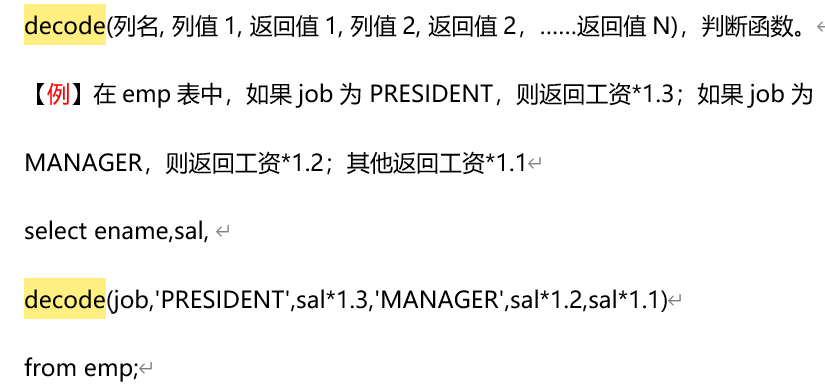 decode(列名, 列值 1, 返回值 1, 列值 2, 返回值 2，……返回值 N)，判断函数。
【例】在 emp 表中，如果 job 为 PRESIDENT，则返回工资*1.3；如果 job 为
MANAGER，则返回工资*1.2；其他返回工资*1.1
select ename,sal,
decode(job,'PRESIDENT',sal*1.3,'MANAGER',sal*1.2,sal*1.1)
from emp;